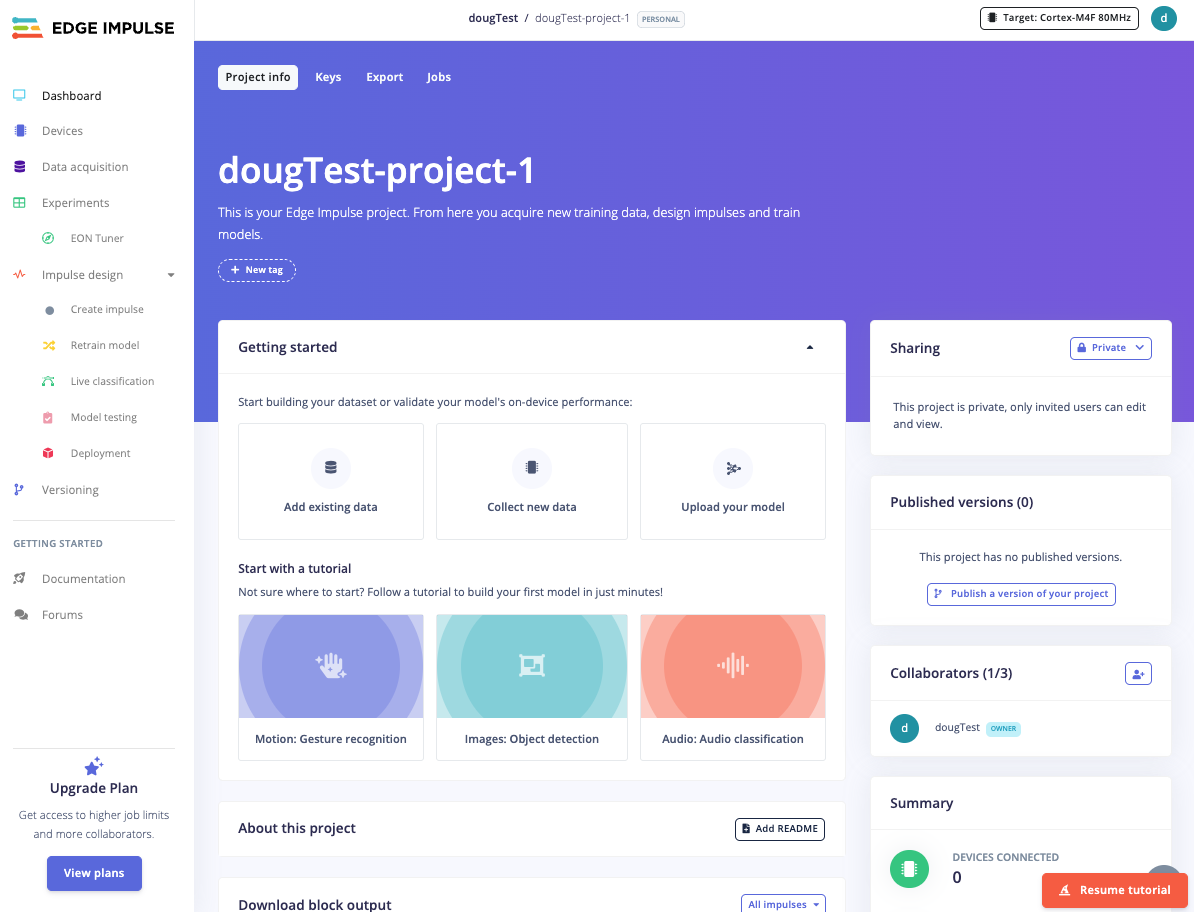 EDGE IMPULSE
dougTest / dougTest-project-1 PERSONAL
Target: Cortex-M4F 80MHz
d
Dashboard
Devices
Data acquisition
Experiments
EON Tuner
Impulse design
Create impulse
Retrain model
Live classification
Model testing
Deployment
Versioning
GETTING STARTED
Documentation
Forums
Upgrade Plan
Get access to higher job limits
and more collaborators.
View plans
Project info
Keys
Export
Jobs
dougTest-project-1
This is your Edge Impulse project. From here you acquire new training data, design impulses and train
models.
+ New tag
Getting started
Start building your dataset or validate your model's on-device performance:
Add existing data
Collect new data
Upload your model
Start with a tutorial
Not sure where to start? Follow a tutorial to build your first model in just minutes!
Motion: Gesture recognition
Images: Object detection
Audio: Audio classification
About this project
Add README
Download block output
All impulses
Sharing
Private
This project is private, only invited users can edit
and view.
Published versions (0)
This project has no published versions.
Publish a version of your project
Collaborators (1/3)
d
dougTest OWNER
Summary
DEVICES CONNECTED
0
Resume tutorial